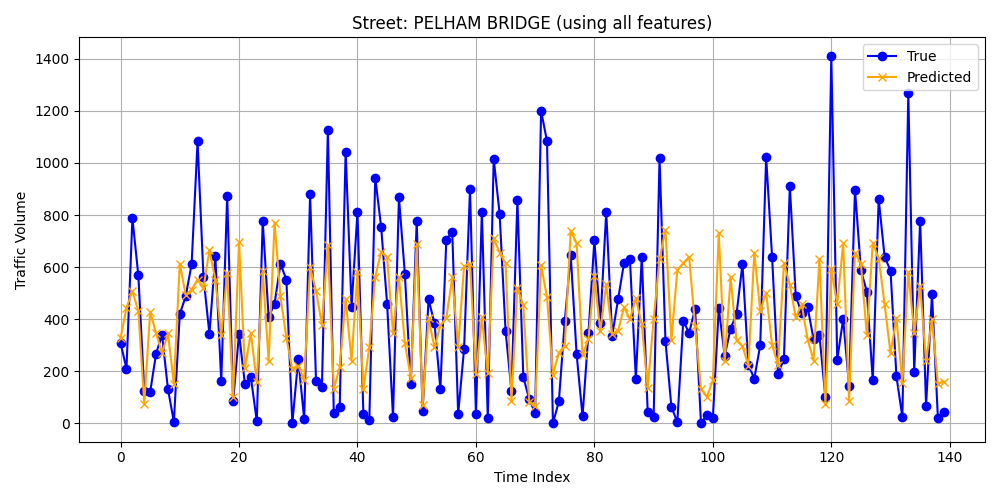 Street: PELHAM BRIDGE (using all features)
True
Predicted
Traffic Volume
1400
1200
1000
800
600
400
200
0
0 20 40 60 80 100 120 140
Time Index